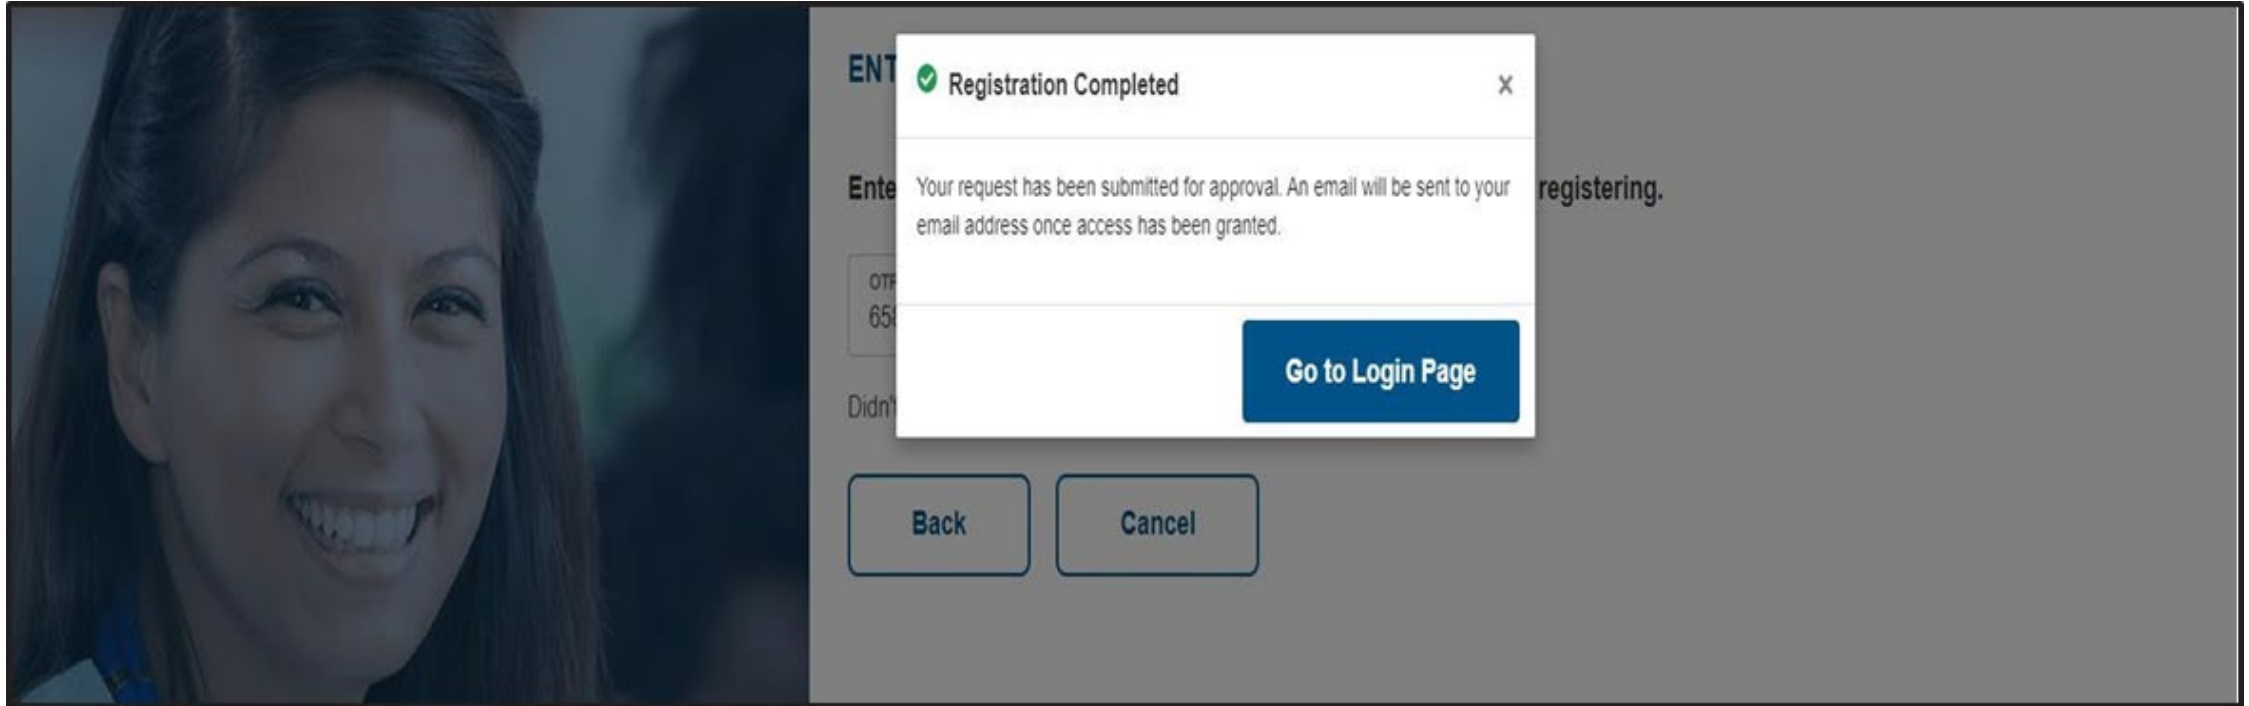 ENT
Registration Completed
x
Ente
Your request has been submitted for approval. An email will be sent to your
registering.
email address once access has been granted.
OTP
658
Go to Login Page
Didn't
Back
Cancel